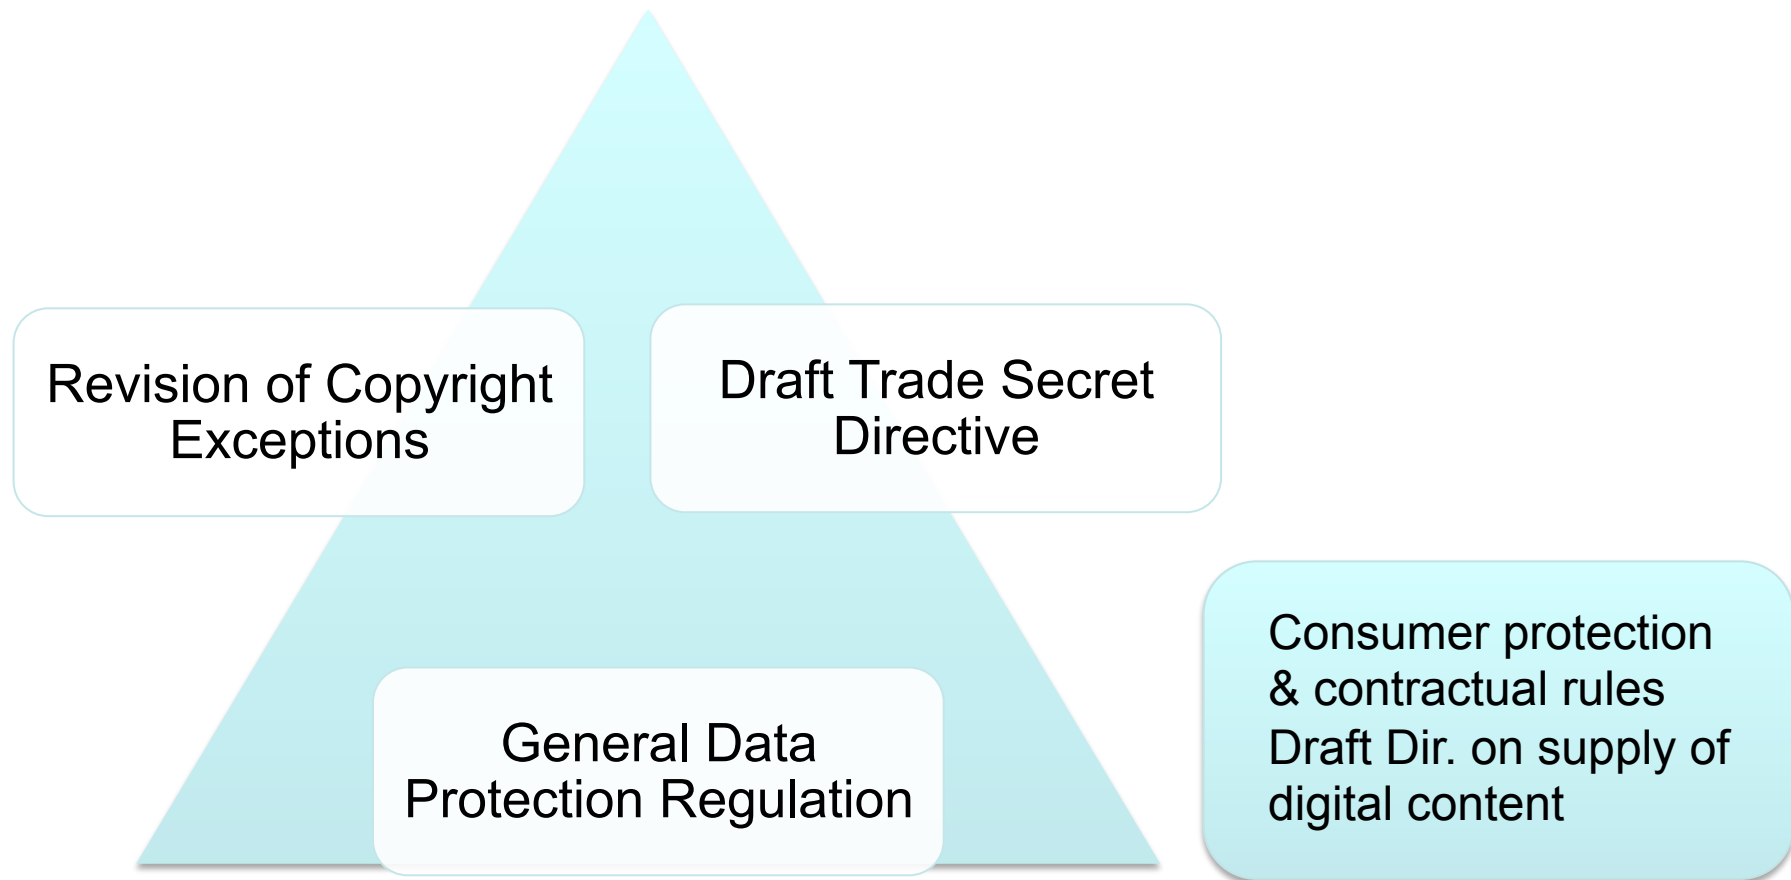 Revision of Copyright
Exceptions
Draft Trade Secret
Directive
General Data
Protection Regulation
Consumer protection
& contractual rules
Draft Dir. on supply of
digital content